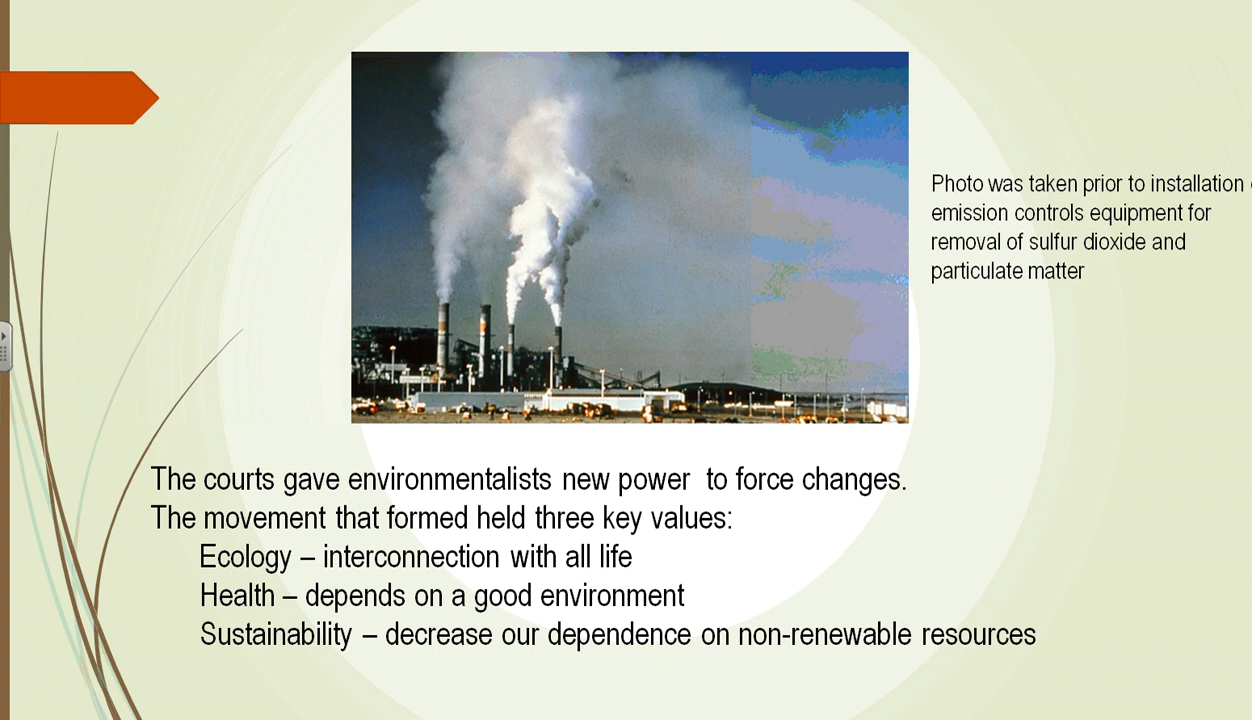 Photo was taken prior to installation
emission controls equipment for
removal of sulfur dioxide and
particulate matter
The courts gave environmentalists new power  to force changes.
The movement that formed held three key values:
Ecology – interconnection with all life
Health – depends on a good environment
Sustainability – decrease our dependence on non-renewable resources